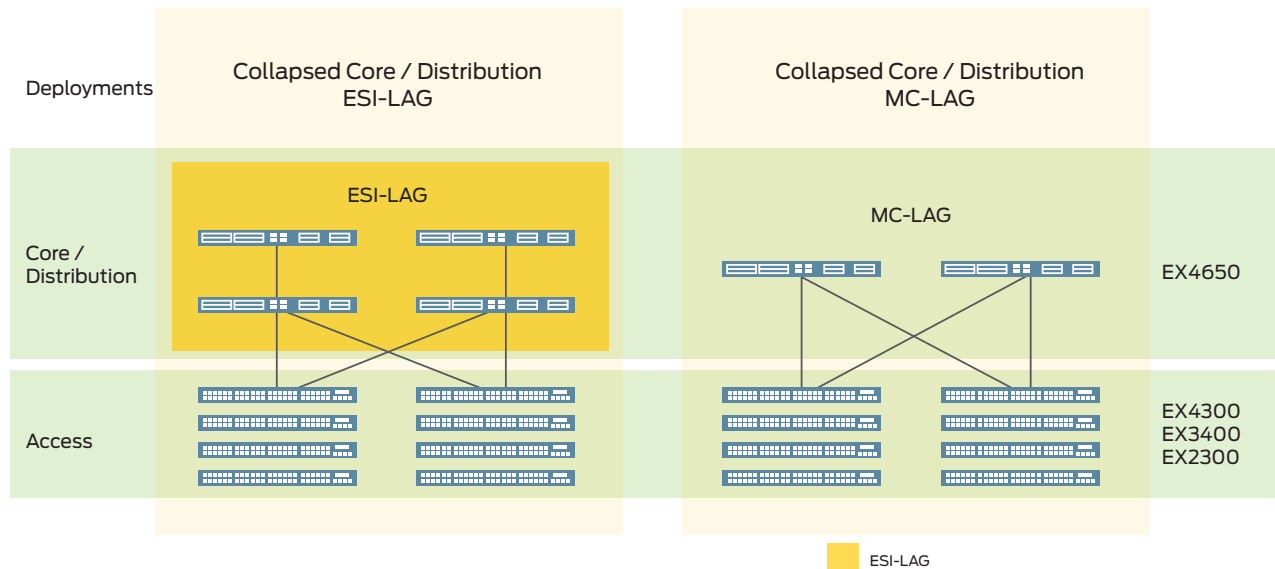 Deployments
Collapsed Core / Distribution
ESI-LAG
Collapsed Core / Distribution
MC-LAG
Core /
Distribution
ESI-LAG
MC-LAG
EX4650
Access
EX4300
EX3400
EX2300
ESI-LAG